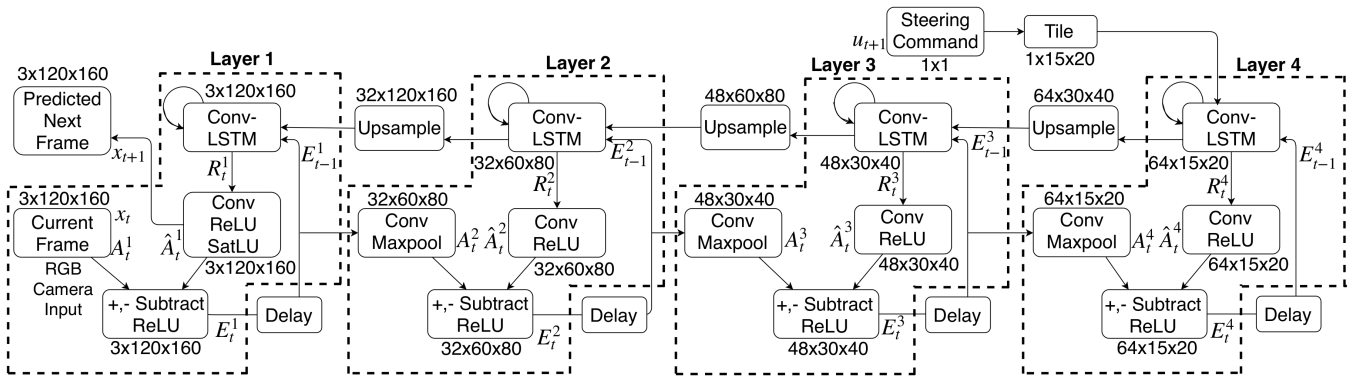 Steering
Command
u_{t+1}
1x1
Tile
1x15x20
Layer 1
Layer 2
Layer 3
Layer 4
3x120x160
Predicted
Next
Frame
x_{t+1}
3x120x160
Conv-
LSTM
R_t^1
E_{t-1}^1
32x120x160
Upsample
Conv-
LSTM
32x60x80
R_t^2
E_{t-1}^2
48x60x80
Upsample
Conv-
LSTM
48x30x40
R_t^3
E_{t-1}^3
64x30x40
Upsample
Conv-
LSTM
64x15x20
R_t^4
E_{t-1}^4
3x120x160
Current
Frame
x_t
A_t^1
RGB
Camera
Input
Â_t^1
Conv
ReLU
SatLU
3x120x160
+,- Subtract
ReLU
3x120x160
E_t^1
Delay
32x60x80
Conv
Maxpool
A_t^2
Â_t^2
Conv
ReLU
32x60x80
+,- Subtract
ReLU
32x60x80
E_t^2
Delay
48x30x40
Conv
Maxpool
A_t^3
Â_t^3
Conv
ReLU
48x30x40
+,- Subtract
ReLU
48x30x40
E_t^3
Delay
64x15x20
Conv
Maxpool
A_t^4
Â_t^4
Conv
ReLU
64x15x20
+,- Subtract
ReLU
64x15x20
E_t^4
Delay